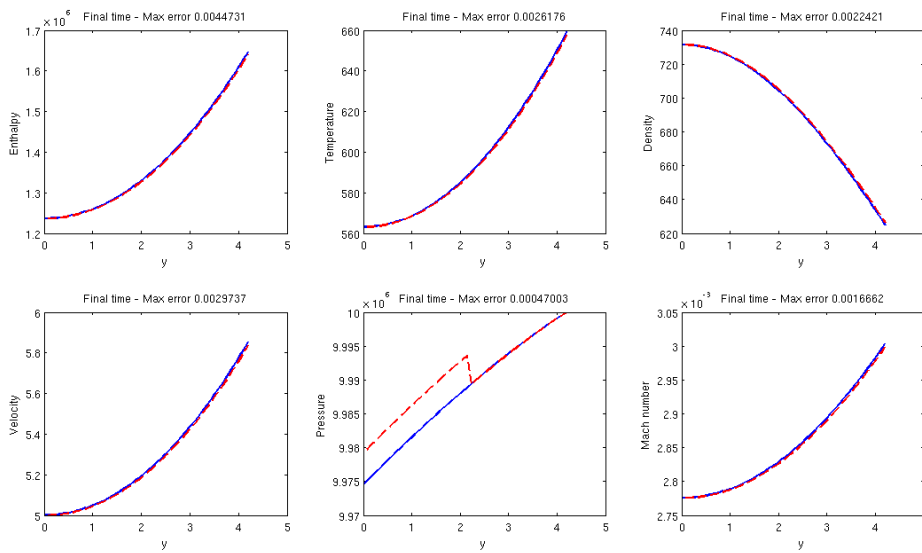 Final time - Max error 0.0044731
× 10^6
1.7
1.6
1.5
1.4
1.3
1.2
Enthalpy
0 1 2 3 4 5
y
Final time - Max error 0.0026176
660
640
620
600
580
560
Temperature
0 1 2 3 4 5
y
Final time - Max error 0.0022421
740
720
700
680
660
640
620
Density
0 1 2 3 4
y
Final time - Max error 0.0029737
6
5.8
5.6
5.4
5.2
5
Velocity
0 1 2 3 4 5
y
× 10^6 Final time - Max error 0.00047003
10
9.995
9.99
9.985
9.98
9.975
9.97
Pressure
0 1 2 3 4 5
y
× 10^-3 Final time - Max error 0.0016662
3.05
3
2.95
2.9
2.85
2.8
2.75
Mach number
0 1 2 3 4
y